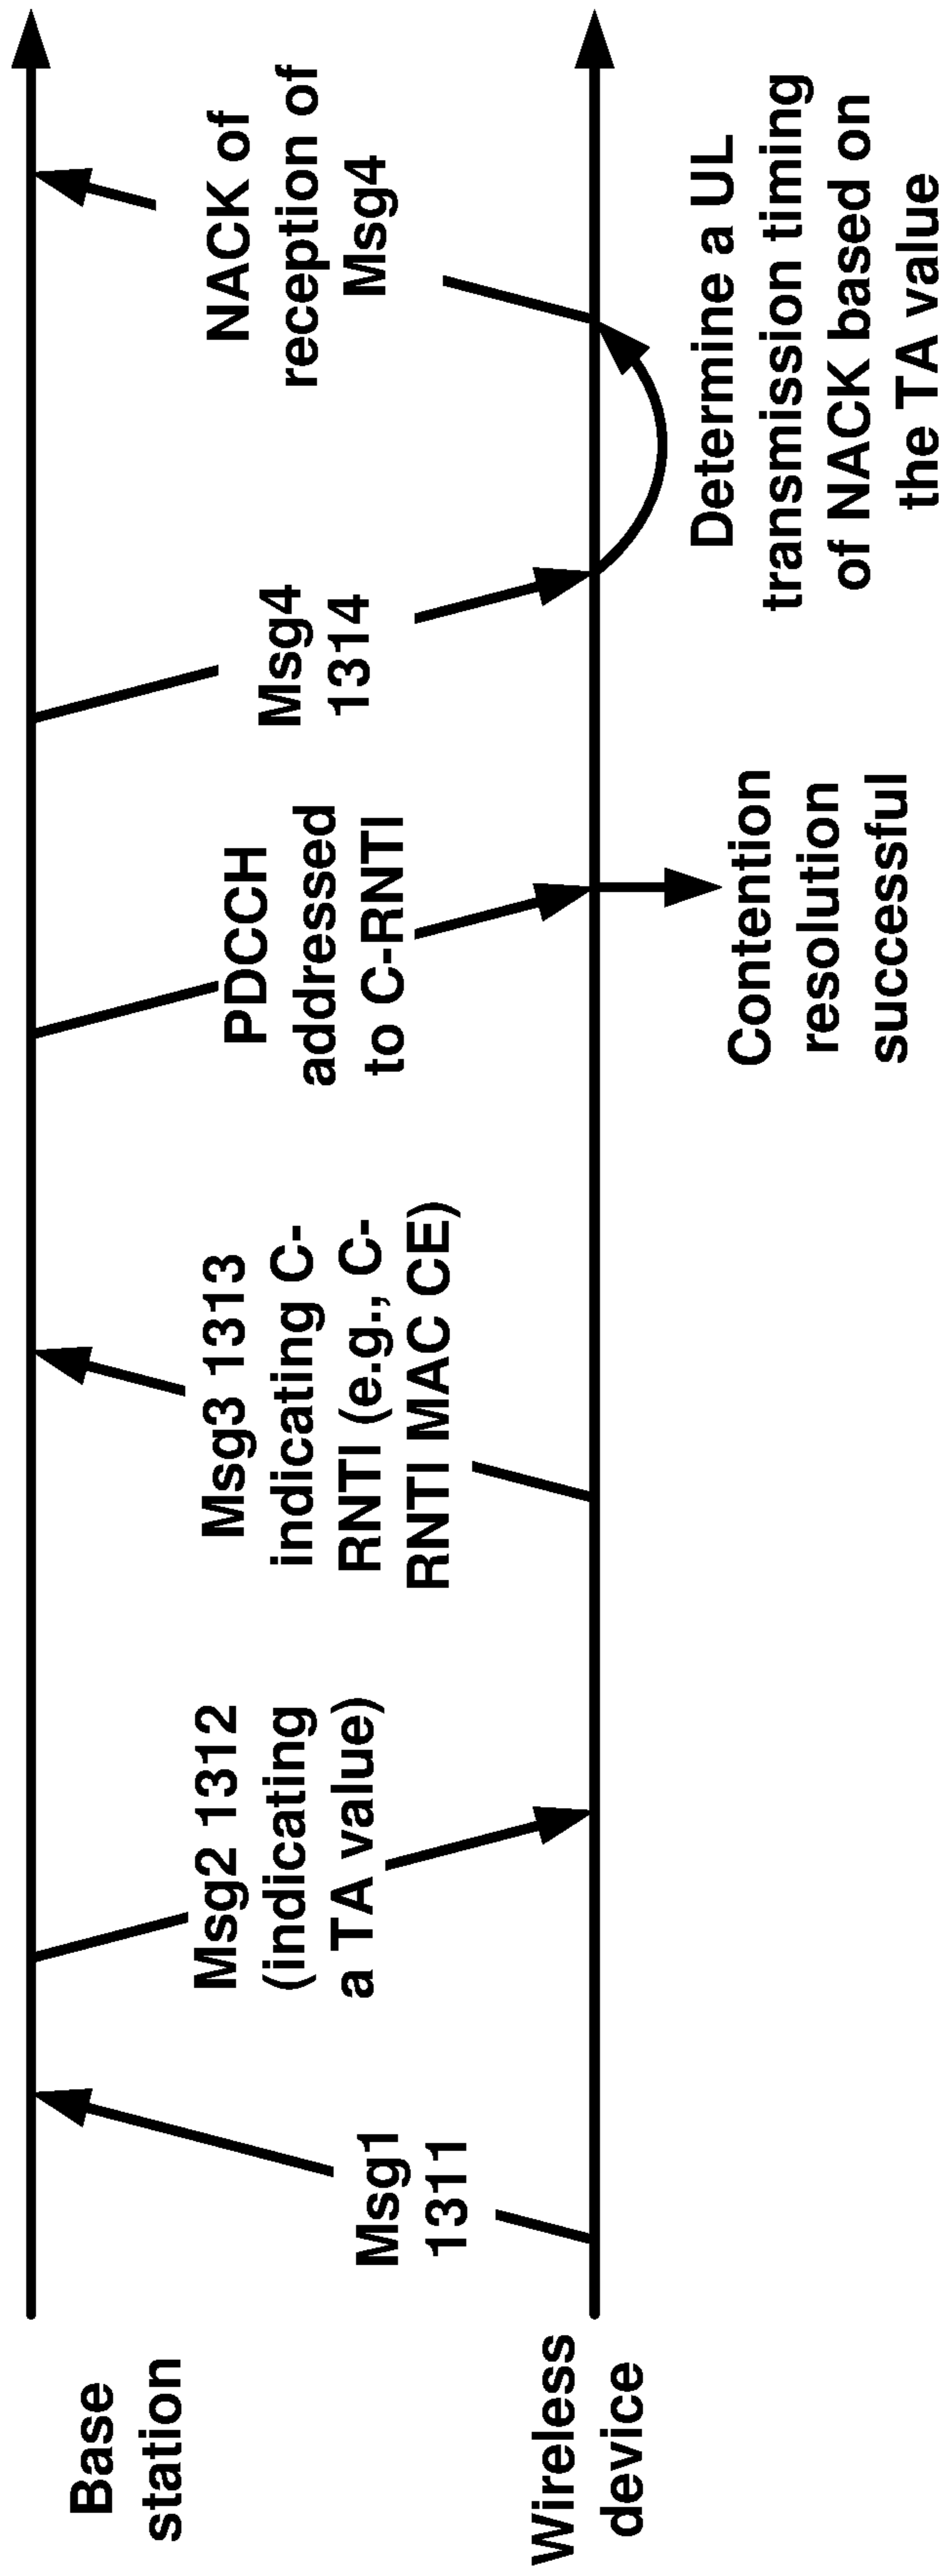 Base
station
Wireless
device
Msg1
1311
Msg2 1312
(indicating
a TA value)
Msg3 1313
indicating C-
RNTI (e.g., C-
RNTI MAC CE)
PDCCH
addressed
to C-RNTI
Contention
resolution
successful
Msg4
1314
Determine a UL
transmission timing
of NACK based on
the TA value
NACK of
reception of
Msg4